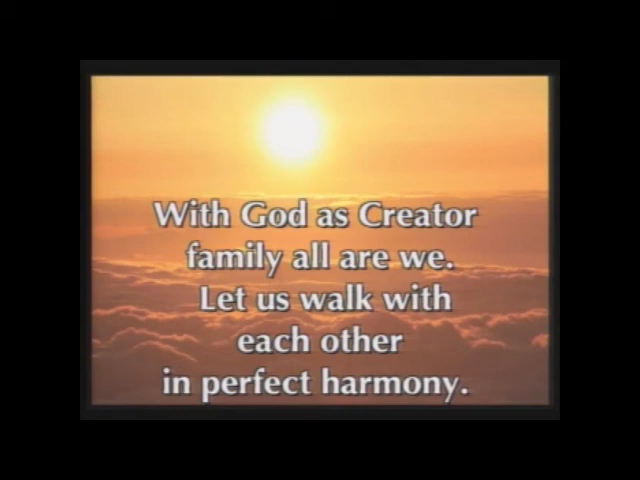 With God as Creator
family all are we.
Let us walk with
each other
in perfect harmony.